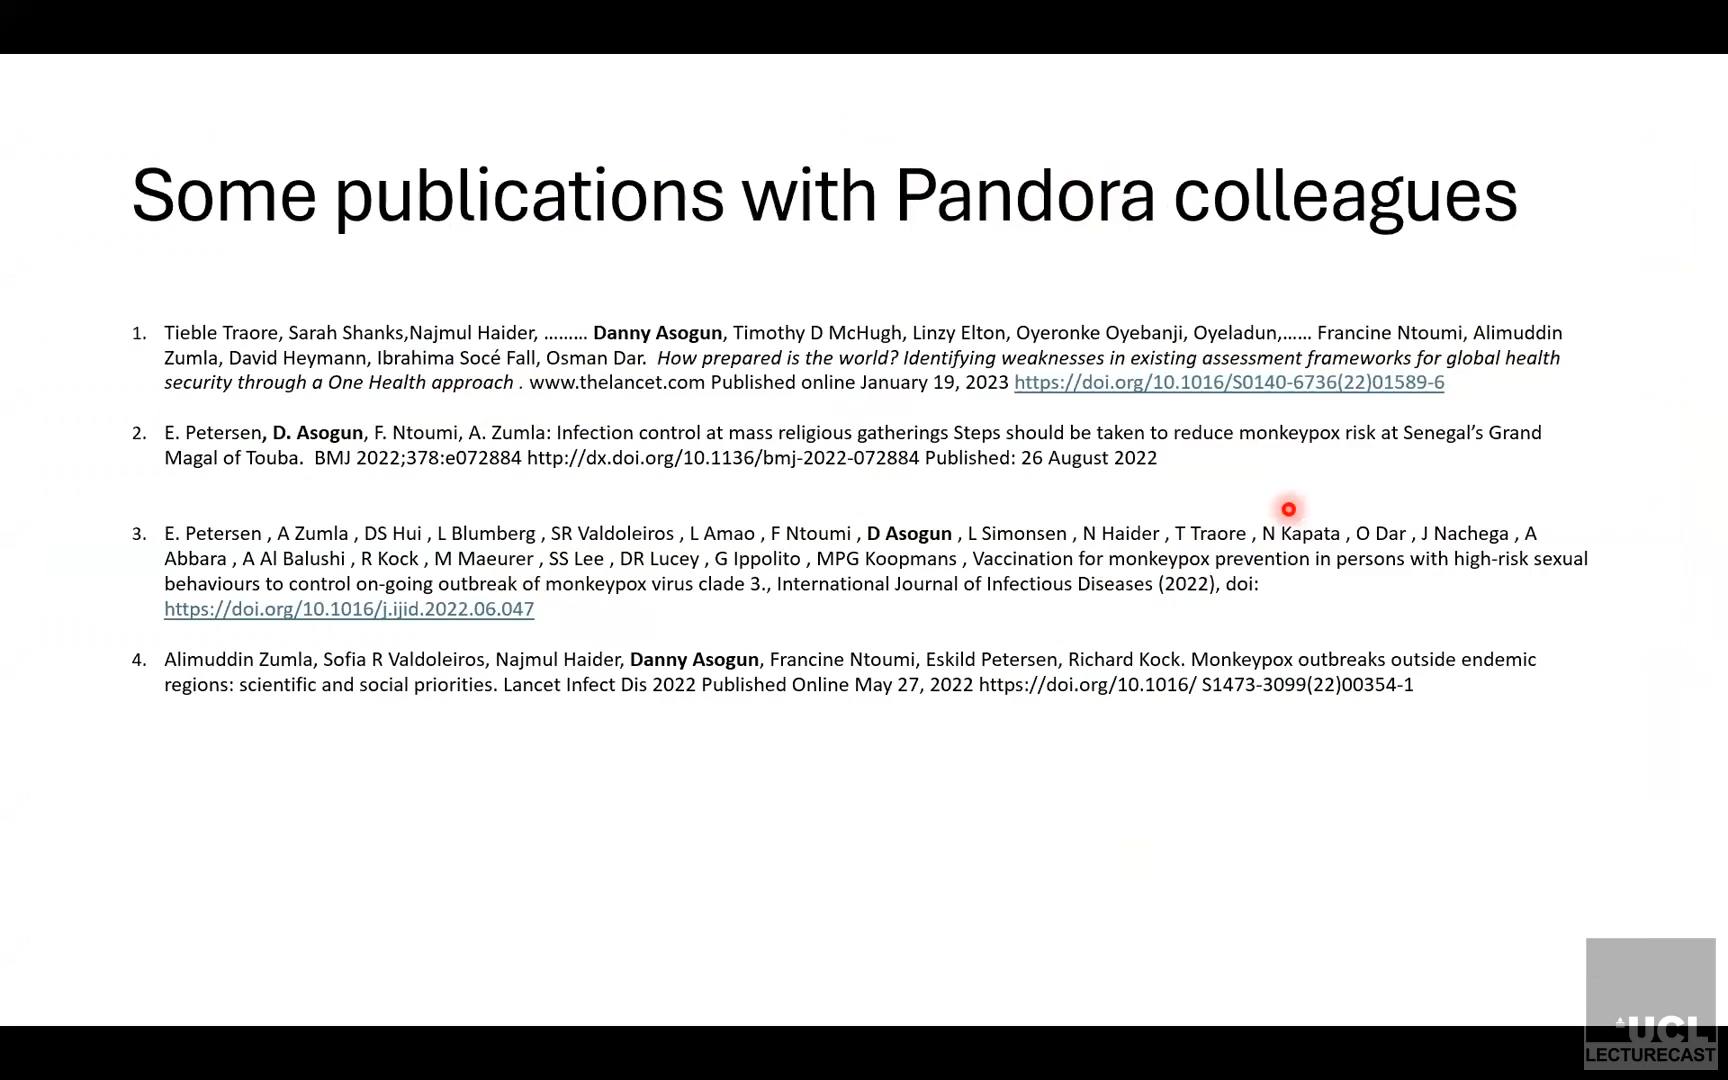 Some publications with Pandora colleagues
1. Tieble Traore, Sarah Shanks,Najmul Haider, ......... Danny Asogun, Timothy D McHugh, Linzy Elton, Oyeronke Oyebanji, Oyeladun,...... Francine Ntoumi, Alimuddin
Zumla, David Heymann, Ibrahima Socé Fall, Osman Dar. How prepared is the world? Identifying weaknesses in existing assessment frameworks for global health
security through a One Health approach . www.thelancet.com Published online January 19, 2023 https://doi.org/10.1016/S0140-6736(22)01589-6
2. E. Petersen, D. Asogun, F. Ntoumi, A. Zumla: Infection control at mass religious gatherings Steps should be taken to reduce monkeypox risk at Senegal’s Grand
Magal of Touba. BMJ 2022;378:e072884 http://dx.doi.org/10.1136/bmj-2022-072884 Published: 26 August 2022
3. E. Petersen , A Zumla , DS Hui , L Blumberg , SR Valdoleiros , L Amao , F Ntoumi , D Asogun , L Simonsen , N Haider , T Traore , N Kapata , O Dar , J Nachega , A
Abbara , A Al Balushi , R Kock , M Maeurer , SS Lee , DR Lucey , G Ippolito , MPG Koopmans , Vaccination for monkeypox prevention in persons with high-risk sexual
behaviours to control on-going outbreak of monkeypox virus clade 3., International Journal of Infectious Diseases (2022), doi:
https://doi.org/10.1016/j.ijid.2022.06.047
4. Alimuddin Zumla, Sofia R Valdoleiros, Najmul Haider, Danny Asogun, Francine Ntoumi, Eskild Petersen, Richard Kock. Monkeypox outbreaks outside endemic
regions: scientific and social priorities. Lancet Infect Dis 2022 Published Online May 27, 2022 https://doi.org/10.1016/ S1473-3099(22)00354-1
UCL
LECTURECAST